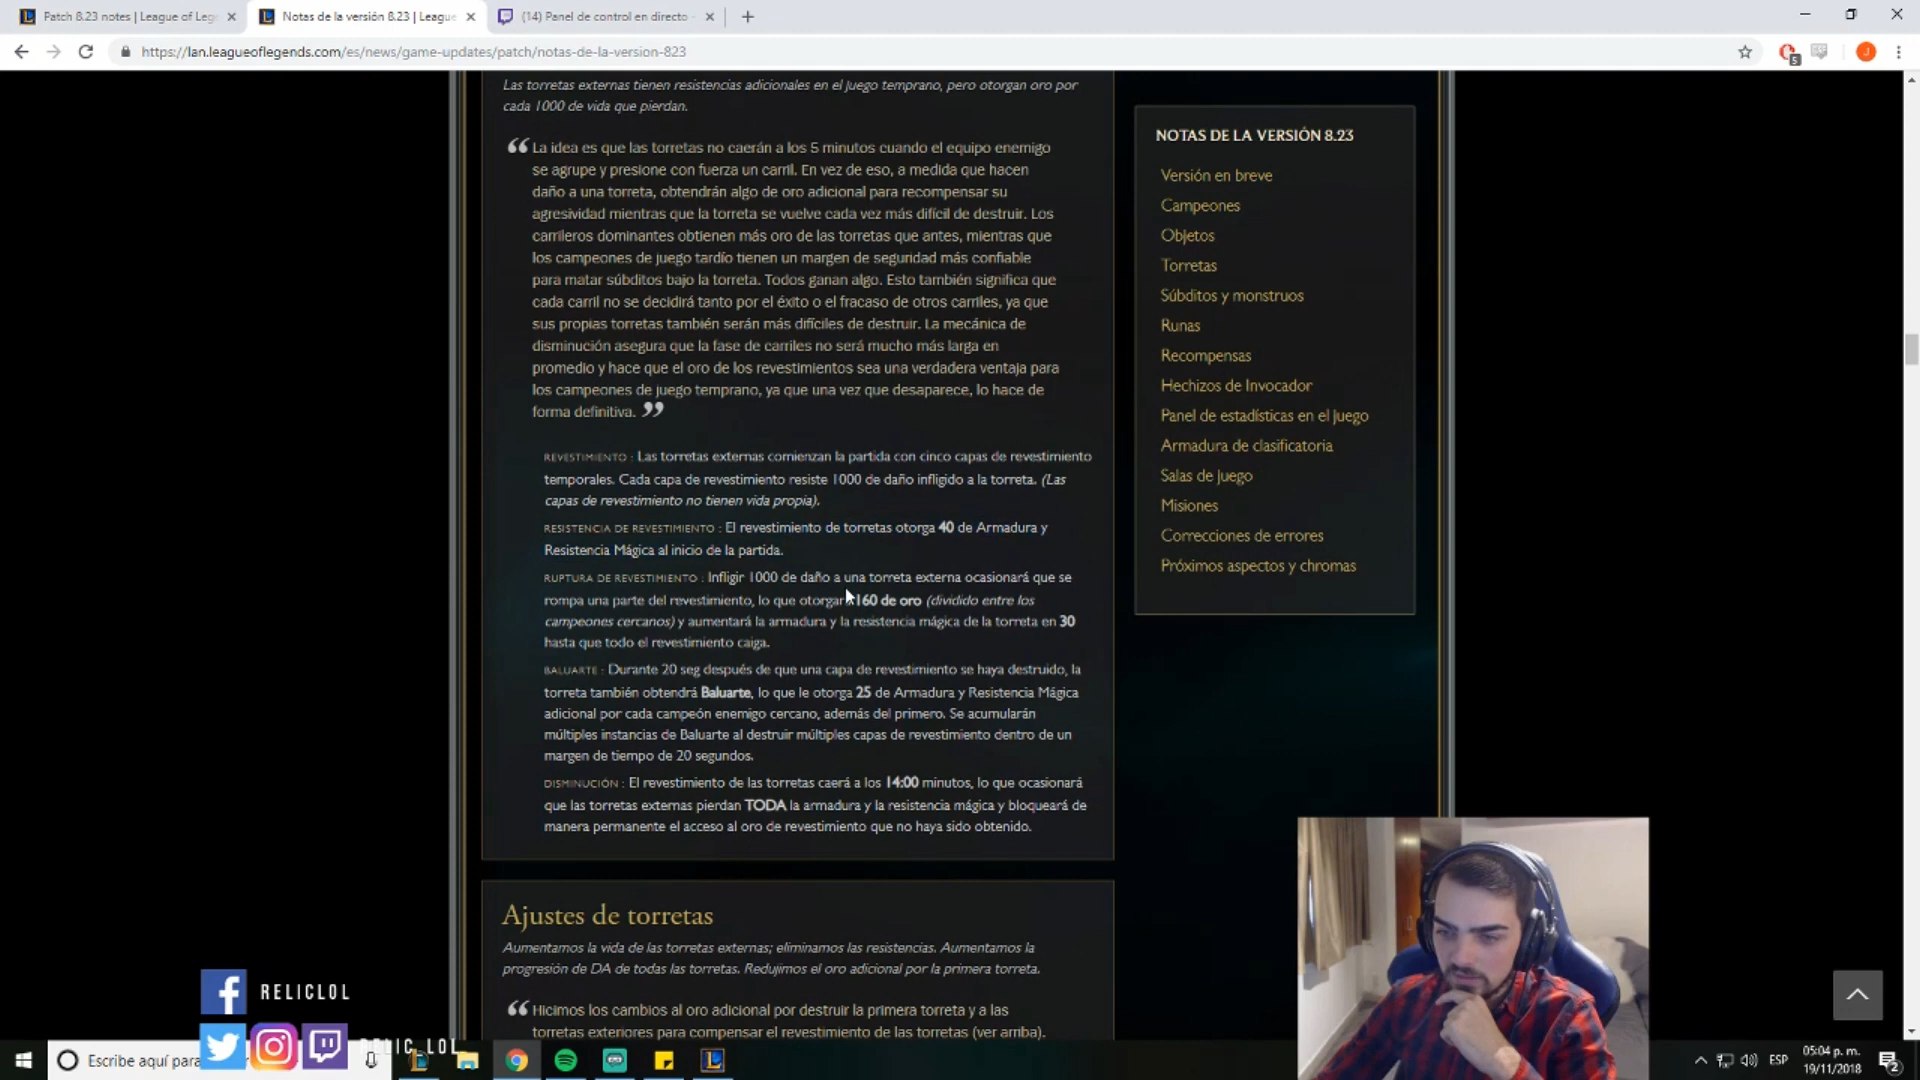 Patch 8.23 notes | League of Leg
Notas de la versión 8.23 | League
(14) Panel de control en directo
https://lan.leagueoflegends.com/es/news/game-updates/patch/notas-de-la-version-823
5
J
Las torretas externas tienen resistencias adicionales en el juego temprano, pero otorgan oro por
cada 1000 de vida que pierdan.
“ La idea es que las torretas no caerán a los 5 minutos cuando el equipo enemigo
se agrupe y presione con fuerza un carril. En vez de eso, a medida que hacen
daño a una torreta, obtendrán algo de oro adicional para recompensar su
agresividad mientras que la torreta se vuelve cada vez más difícil de destruir. Los
carrileros dominantes obtienen más oro de las torretas que antes, mientras que
los campeones de juego tardío tienen un margen de seguridad más confiable
para matar súbditos bajo la torreta. Todos ganan algo. Esto también significa que
cada carril no se decidirá tanto por el éxito o el fracaso de otros carriles, ya que
sus propias torretas también serán más difíciles de destruir. La mecánica de
disminución asegura que la fase de carriles no será mucho más larga en
promedio y hace que el oro de los revestimientos sea una verdadera ventaja para
los campeones de juego temprano, ya que una vez que desaparece, lo hace de
forma definitiva. ”
REVESTIMIENTO : Las torretas externas comienzan la partida con cinco capas de revestimiento
temporales. Cada capa de revestimiento resiste 1000 de daño infligido a la torreta. (Las
capas de revestimiento no tienen vida propia).
RESISTENCIA DE REVESTIMIENTO : El revestimiento de torretas otorga 40 de Armadura y
Resistencia Mágica al inicio de la partida.
RUPTURA DE REVESTIMIENTO : Infligir 1000 de daño a una torreta externa ocasionará que se
rompa una parte del revestimiento, lo que otorgar 160 de oro (dividido entre los
campeones cercanos) y aumentará la armadura y la resistencia mágica de la torreta en 30
hasta que todo el revestimiento caiga.
BALUARTE : Durante 20 seg después de que una capa de revestimiento se haya destruido, la
torreta también obtendrá Baluarte, lo que le otorga 25 de Armadura y Resistencia Mágica
adicional por cada campeón enemigo cercano, además del primero. Se acumularán
múltiples instancias de Baluarte al destruir múltiples capas de revestimiento dentro de un
margen de tiempo de 20 segundos.
DISMINUCIÓN : El revestimiento de las torretas caerá a los 14:00 minutos, lo que ocasionará
que las torretas externas pierdan TODA la armadura y la resistencia mágica y bloqueará de
manera permanente el acceso al oro de revestimiento que no haya sido obtenido.
Ajustes de torretas
Aumentamos la vida de las torretas externas; eliminamos las resistencias. Aumentamos la
progresión de DA de todas las torretas. Redujimos el oro adicional por la primera torreta.
“ Hicimos los cambios al oro adicional por destruir la primera torreta y a las
torretas exteriores para compensar el revestimiento de las torretas (ver arriba).
NOTAS DE LA VERSIÓN 8.23
Versión en breve
Campeones
Objetos
Torretas
Súbditos y monstruos
Runas
Recompensas
Hechizos de Invocador
Panel de estadísticas en el juego
Armadura de clasificatoria
Salas de juego
Misiones
Correcciones de errores
Próximos aspectos y chromas
RELICLOL
RELIC_LOL
Escribe aquí para
ESP
05:04 p. m.
19/11/2018
2